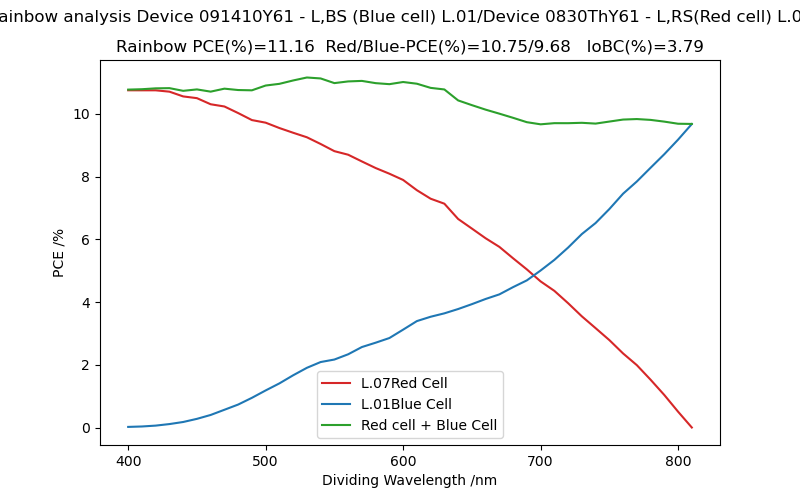 ainbow analysis Device 091410Y61 - L,BS (Blue cell) L.01/Device 0830ThY61 - L,RS(Red cell) L.0
Rainbow PCE(%)=11.16 Red/Blue-PCE(%)=10.75/9.68 IoBC(%)=3.79
10
8
6
4
2
0
PCE /%
L.07Red Cell
L.01Blue Cell
Red cell + Blue Cell
400 500 600 700 800
Dividing Wavelength /nm